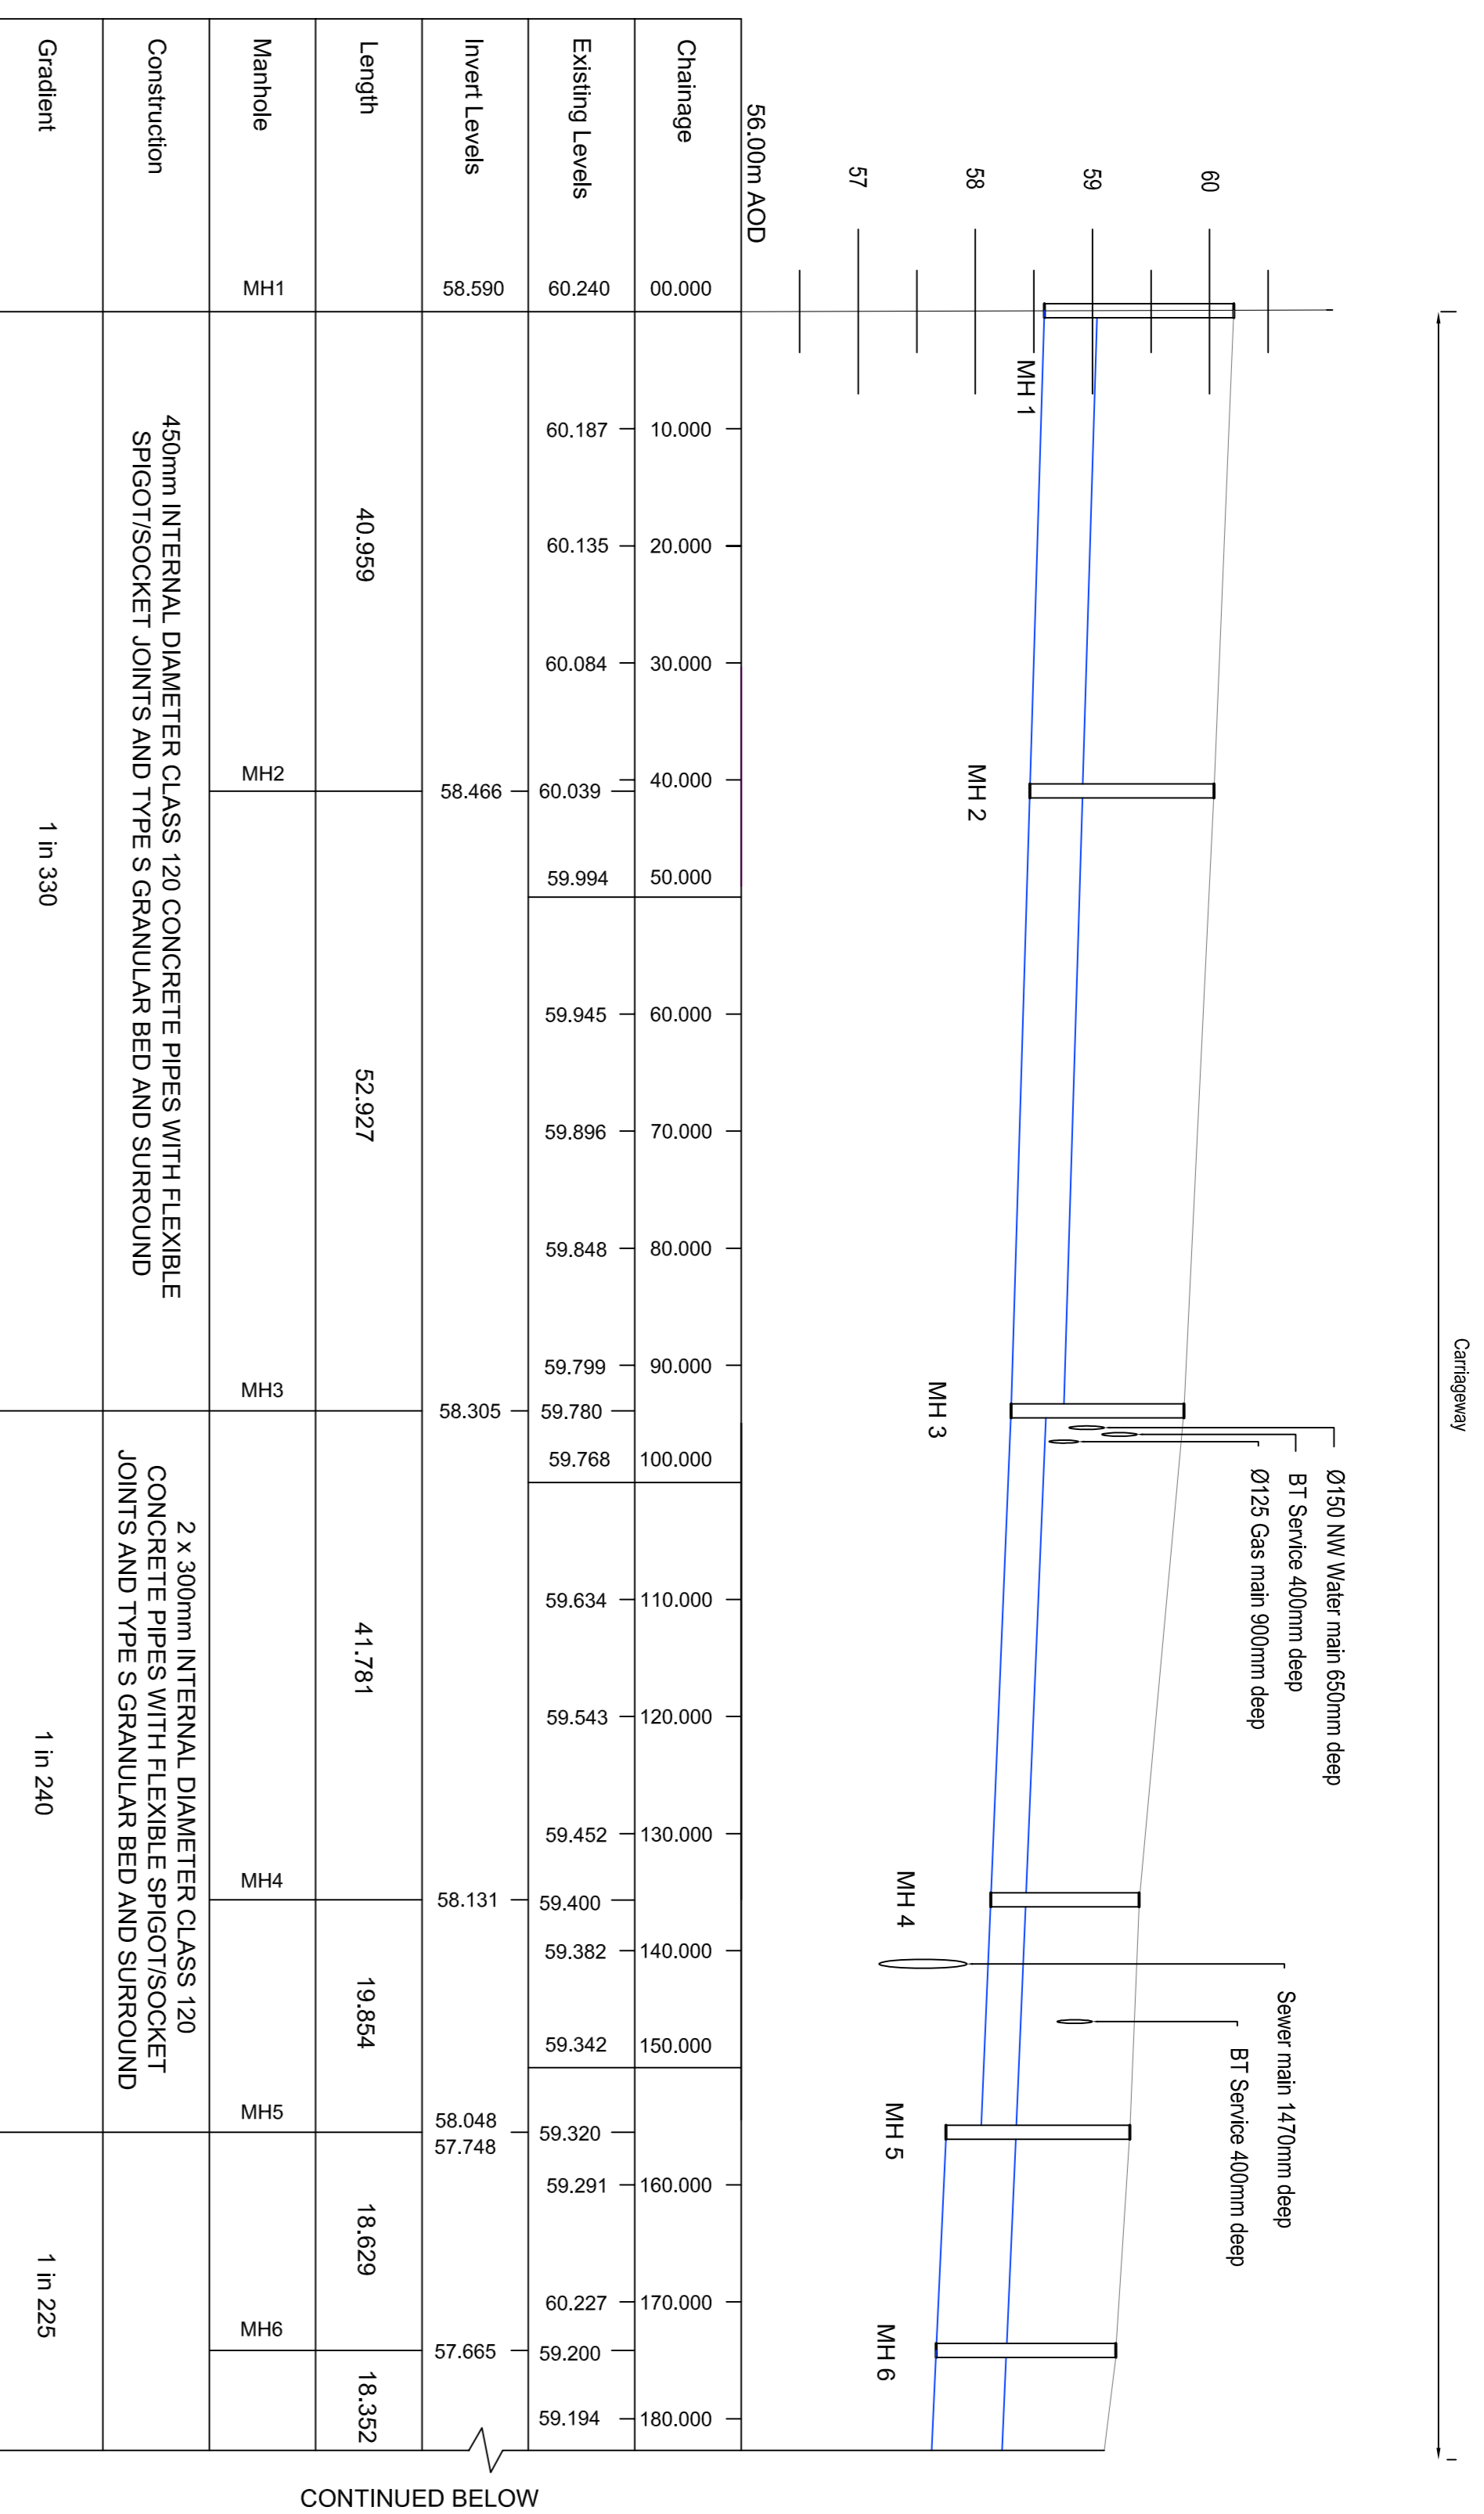 Carriageway
Ø150 NW Water main 650mm deep
BT Service 400mm deep
Ø125 Gas main 900mm deep
Sewer main 1470mm deep
BT Service 400mm deep
60
59
58
57
56.00m AOD
MH 1
MH 2
MH 3
MH 4
MH 5
MH 6
Chainage
00.000
10.000
20.000
30.000
40.000
50.000
60.000
70.000
80.000
90.000
100.000
110.000
120.000
130.000
140.000
150.000
160.000
170.000
180.000
Existing Levels
60.240
60.187
60.135
60.084
60.039
59.994
59.945
59.896
59.848
59.799
59.780
59.768
59.634
59.543
59.452
59.400
59.382
59.342
59.320
59.291
60.227
59.200
59.194
Invert Levels
58.590
58.466
58.305
58.131
58.048
57.748
57.665
Length
40.959
52.927
41.781
19.854
18.629
18.352
Manhole
MH1
MH2
MH3
MH4
MH5
MH6
Construction
450mm INTERNAL DIAMETER CLASS 120 CONCRETE PIPES WITH FLEXIBLE
SPIGOT/SOCKET JOINTS AND TYPE S GRANULAR BED AND SURROUND
2 x 300mm INTERNAL DIAMETER CLASS 120
CONCRETE PIPES WITH FLEXIBLE SPIGOT/SOCKET
JOINTS AND TYPE S GRANULAR BED AND SURROUND
Gradient
1 in 330
1 in 240
1 in 225
CONTINUED BELOW